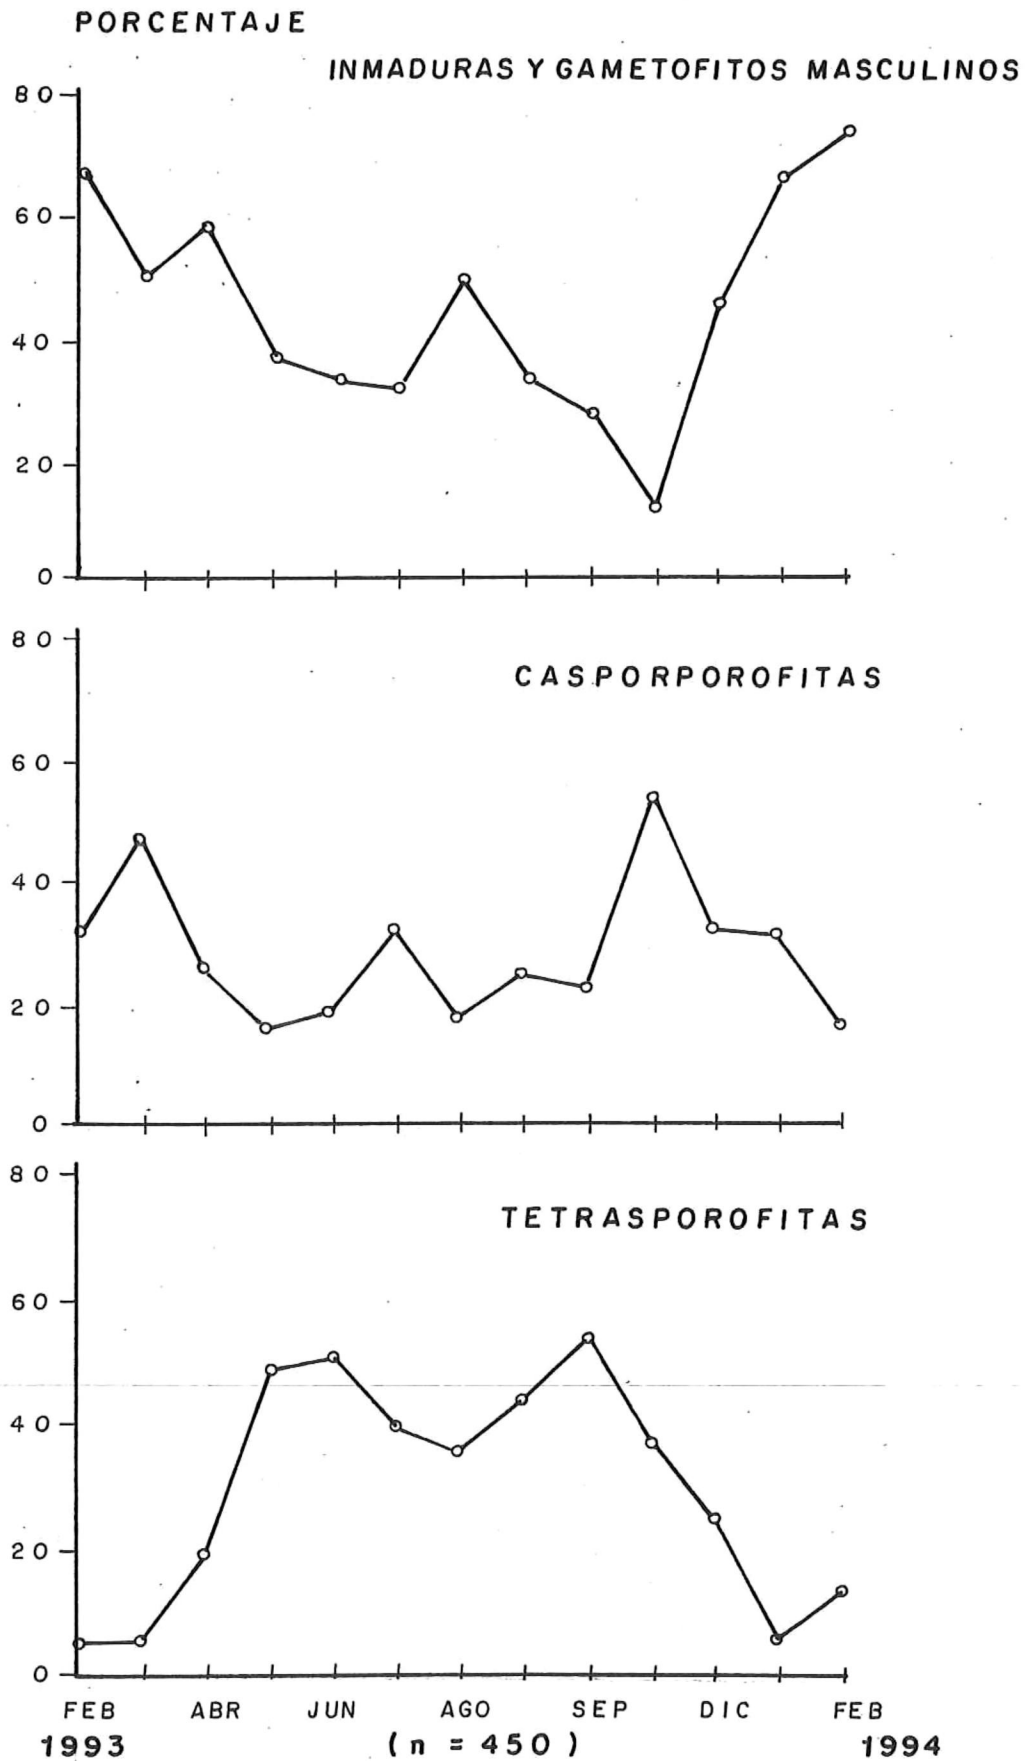 PORCENTAJE
INMADURAS Y GAMETOFITOS MASCULINOS
80
60
40
20
0
CASPORPOROFITAS
80
60
40
20
0
TETRASPOROFITAS
80
60
40
20
0
FEB ABR JUN AGO SEP DIC FEB
1993 (n = 450) 1994